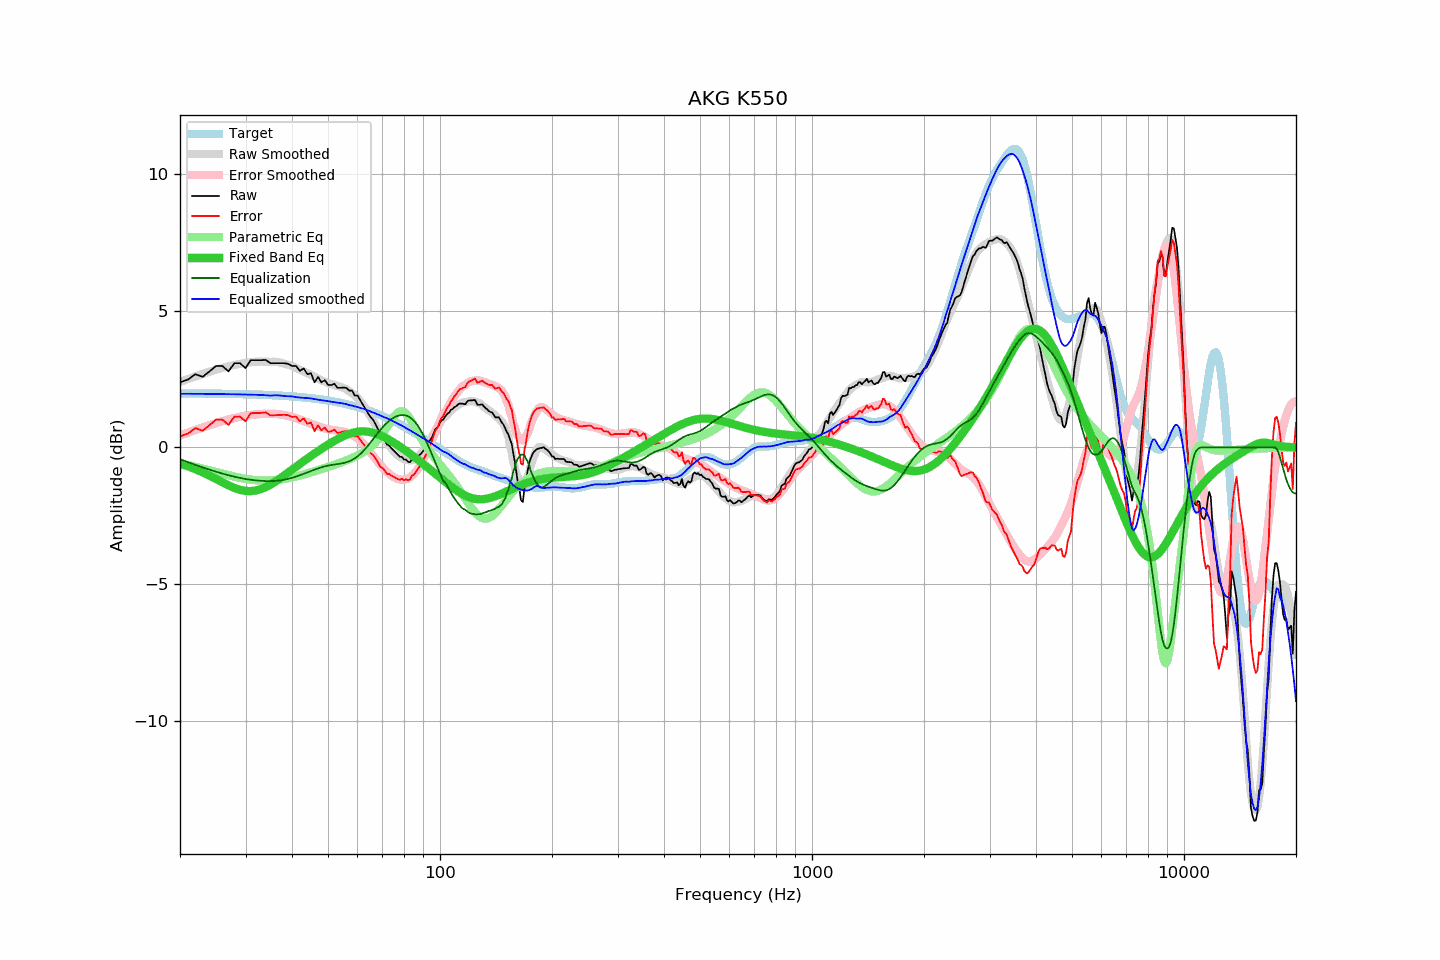 AKG K550
Target
Raw Smoothed
Error Smoothed
Raw
Error
Parametric Eq
Fixed Band Eq
Equalization
Equalized smoothed
10
5
0
−5
−10
Amplitude (dBr)
100 1000 10000
Frequency (Hz)